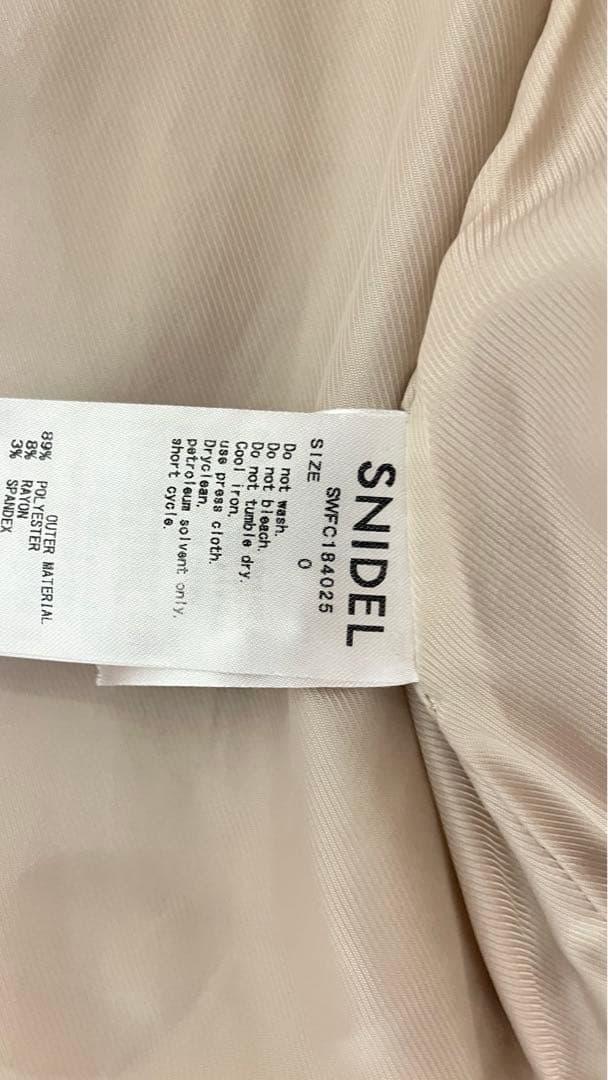 SNIDEL
SWFC184025
SIZE 0
Do not wash.
Do not bleach.
Do not tumble dry.
Cool iron.
use press cloth.
Dryclean.
petroleum solvent only.
short cycle.
OUTER MATERIAL
89% POLYESTER
8% RAYON
3% SPANDEX